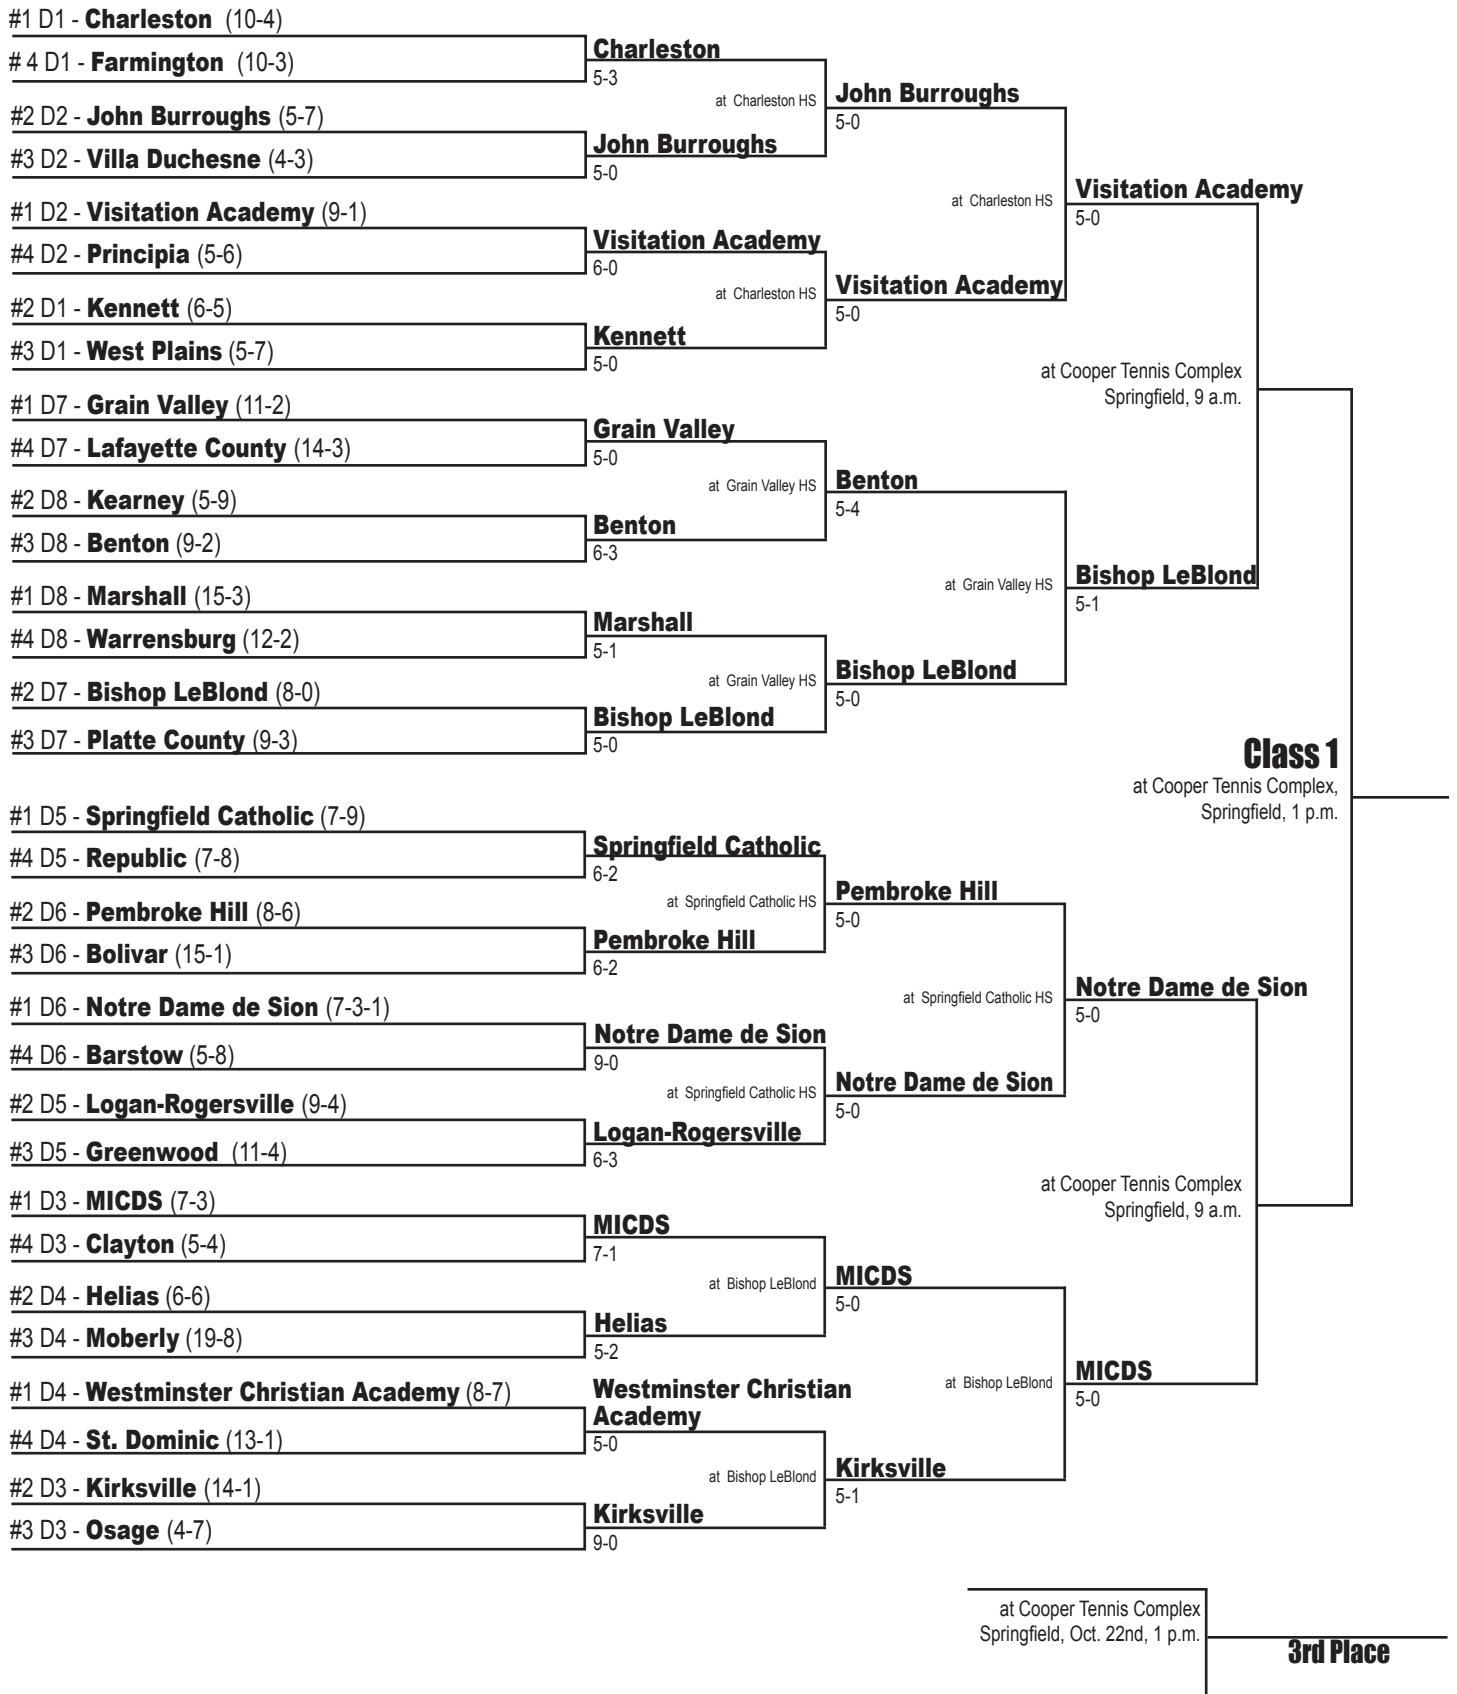 #1 D1 - Charleston (10-4)
# 4 D1 - Farmington (10-3)
#2 D2 - John Burroughs (5-7)
#3 D2 - Villa Duchesne (4-3)
#1 D2 - Visitation Academy (9-1)
#4 D2 - Principia (5-6)
#2 D1 - Kennett (6-5)
#3 D1 - West Plains (5-7)
#1 D7 - Grain Valley (11-2)
#4 D7 - Lafayette County (14-3)
#2 D8 - Kearney (5-9)
#3 D8 - Benton (9-2)
#1 D8 - Marshall (15-3)
#4 D8 - Warrensburg (12-2)
#2 D7 - Bishop LeBlond (8-0)
#3 D7 - Platte County (9-3)
#1 D5 - Springfield Catholic (7-9)
#4 D5 - Republic (7-8)
#2 D6 - Pembroke Hill (8-6)
#3 D6 - Bolivar (15-1)
#1 D6 - Notre Dame de Sion (7-3-1)
#4 D6 - Barstow (5-8)
#2 D5 - Logan-Rogersville (9-4)
#3 D5 - Greenwood (11-4)
#1 D3 - MICDS (7-3)
#4 D3 - Clayton (5-4)
#2 D4 - Helias (6-6)
#3 D4 - Moberly (19-8)
#1 D4 - Westminster Christian Academy (8-7)
#4 D4 - St. Dominic (13-1)
#2 D3 - Kirksville (14-1)
#3 D3 - Osage (4-7)
Charleston
5-3
at Charleston HS
John Burroughs
5-0
Visitation Academy
6-0
at Charleston HS
Kennett
5-0
Grain Valley
5-0
at Grain Valley HS
Benton
6-3
Marshall
5-1
at Grain Valley HS
Bishop LeBlond
5-0
Springfield Catholic
6-2
at Springfield Catholic HS
Pembroke Hill
6-2
Notre Dame de Sion
9-0
at Springfield Catholic HS
Logan-Rogersville
6-3
MICDS
7-1
at Bishop LeBlond
Helias
5-2
Westminster Christian
Academy
5-0
at Bishop LeBlond
Kirksville
9-0
John Burroughs
5-0
at Charleston HS
Visitation Academy
5-0
Benton
5-4
at Grain Valley HS
Bishop LeBlond
5-0
Pembroke Hill
5-0
at Springfield Catholic HS
Notre Dame de Sion
5-0
MICDS
5-0
at Bishop LeBlond
Kirksville
5-1
Visitation Academy
5-0
at Cooper Tennis Complex
Springfield, 9 a.m.
Bishop LeBlond
5-1
Notre Dame de Sion
5-0
at Cooper Tennis Complex
Springfield, 9 a.m.
MICDS
5-0
Class 1
at Cooper Tennis Complex,
Springfield, 1 p.m.
at Cooper Tennis Complex
Springfield, Oct. 22nd, 1 p.m.
3rd Place